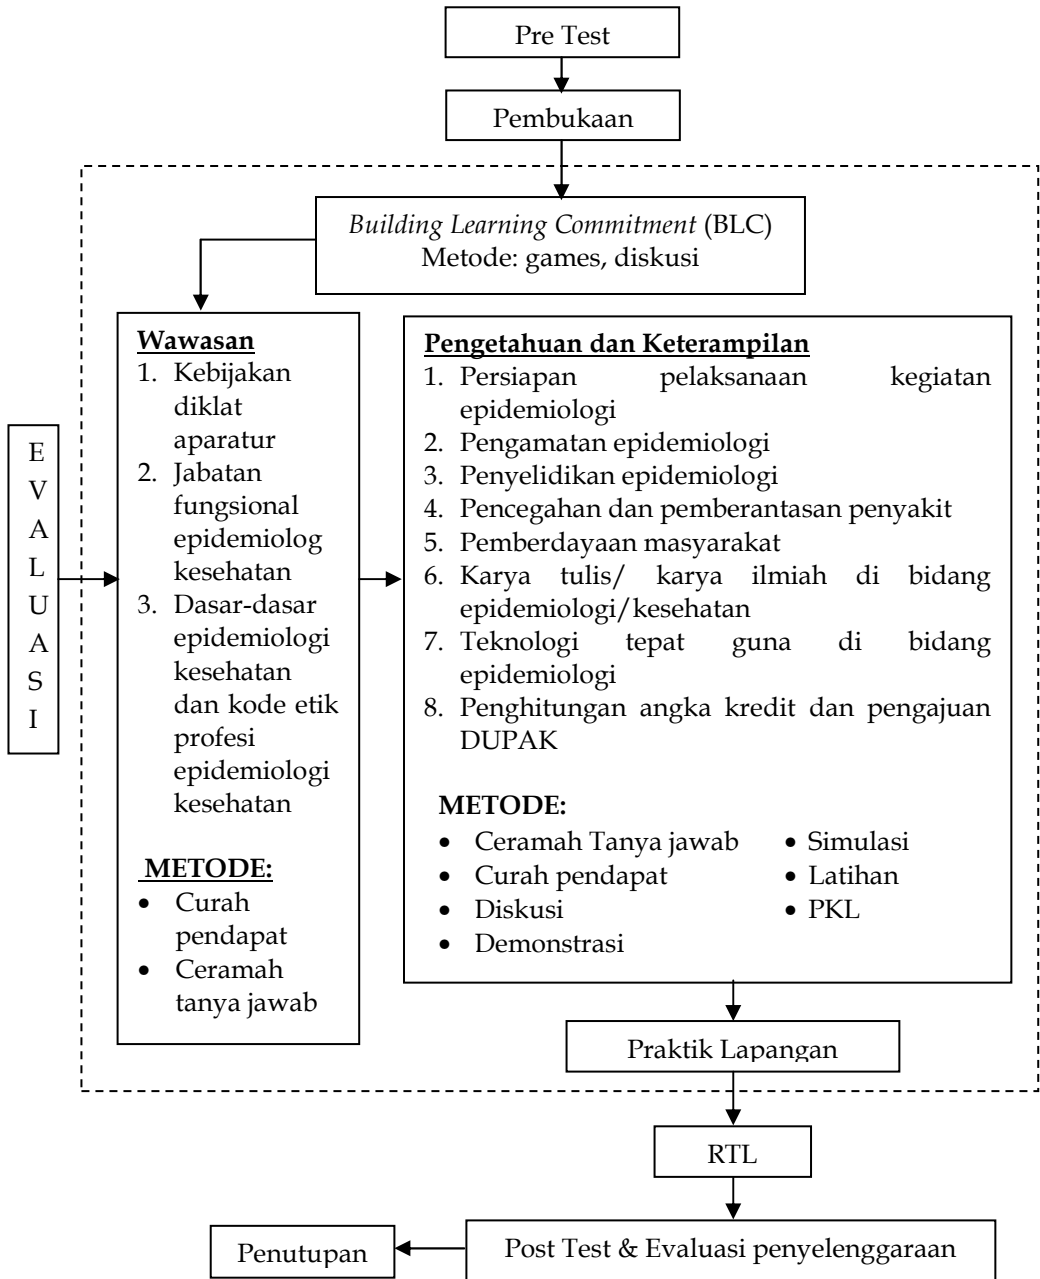 Pre Test
Pembukaan
Building Learning Commitment (BLC)
Metode: games, diskusi
E
V
A
L
U
A
S
I
Wawasan
1. Kebijakan
diklat
aparatur
2. Jabatan
fungsional
epidemiolog
kesehatan
3. Dasar-dasar
epidemiologi
kesehatan
dan kode etik
profesi
epidemiologi
kesehatan
METODE:
• Curah
pendapat
• Ceramah
tanya jawab
Pengetahuan dan Keterampilan
1. Persiapan pelaksanaan kegiatan
epidemiologi
2. Pengamatan epidemiologi
3. Penyelidikan epidemiologi
4. Pencegahan dan pemberantasan penyakit
5. Pemberdayaan masyarakat
6. Karya tulis/ karya ilmiah di bidang
epidemiologi/kesehatan
7. Teknologi tepat guna di bidang
epidemiologi
8. Penghitungan angka kredit dan pengajuan
DUPAK
METODE:
• Ceramah Tanya jawab
• Curah pendapat
• Diskusi
• Demonstrasi
• Simulasi
• Latihan
• PKL
Praktik Lapangan
RTL
Post Test & Evaluasi penyelenggaraan
Penutupan